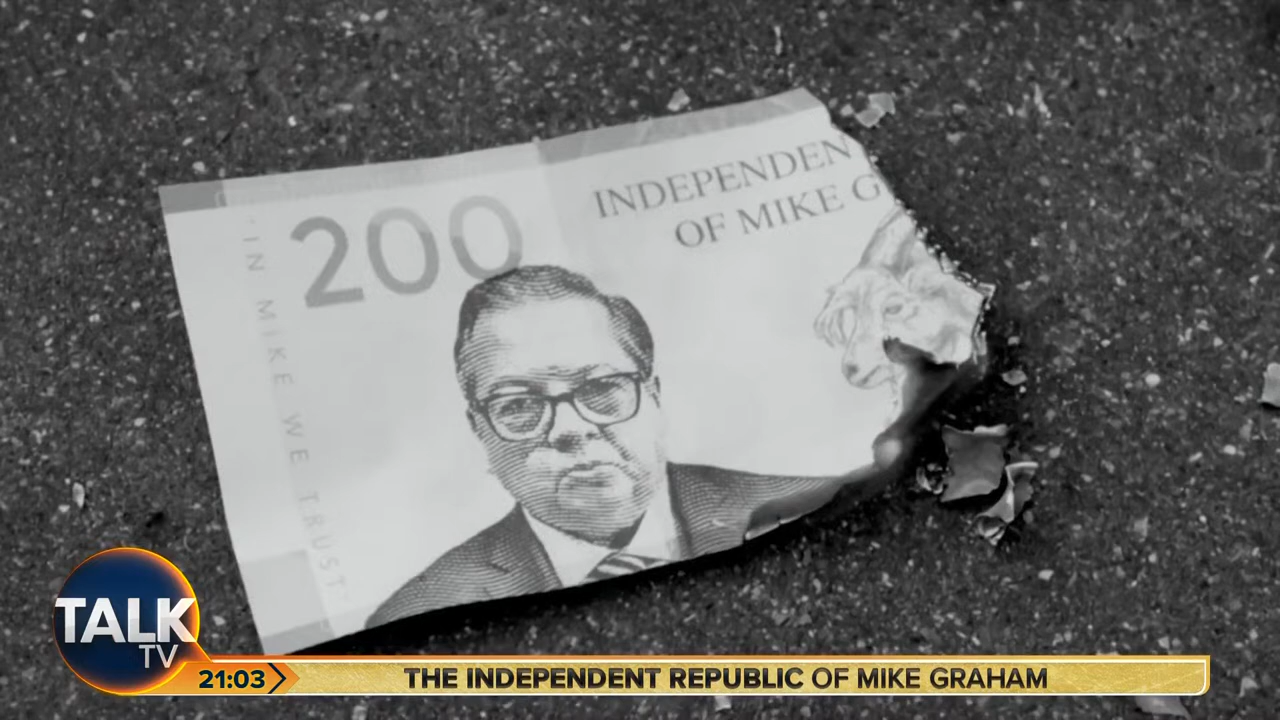 200
INDEPENDEN
OF MIKE G
"IN MIKE WE TRUST"
TALK
TV
21:03
THE INDEPENDENT REPUBLIC OF MIKE GRAHAM